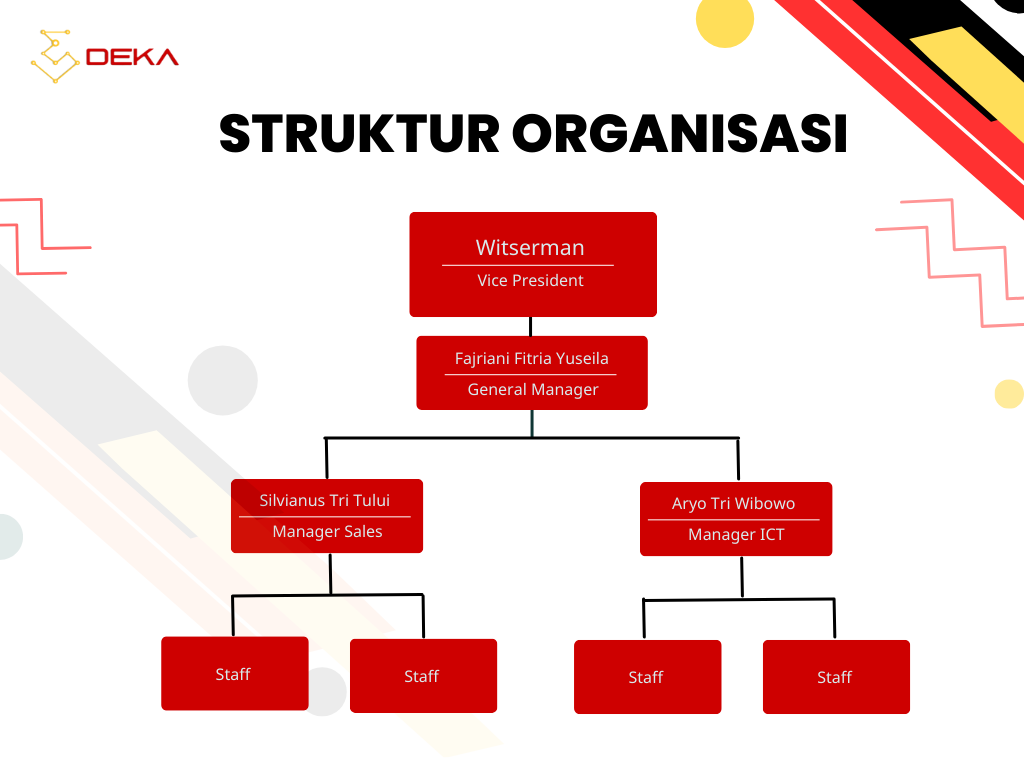 DEKA
STRUKTUR ORGANISASI
Witserman
Vice President
Fajriani Fitria Yuseila
General Manager
Silvianus Tri Tului
Manager Sales
Aryo Tri Wibowo
Manager ICT
Staff
Staff
Staff
Staff